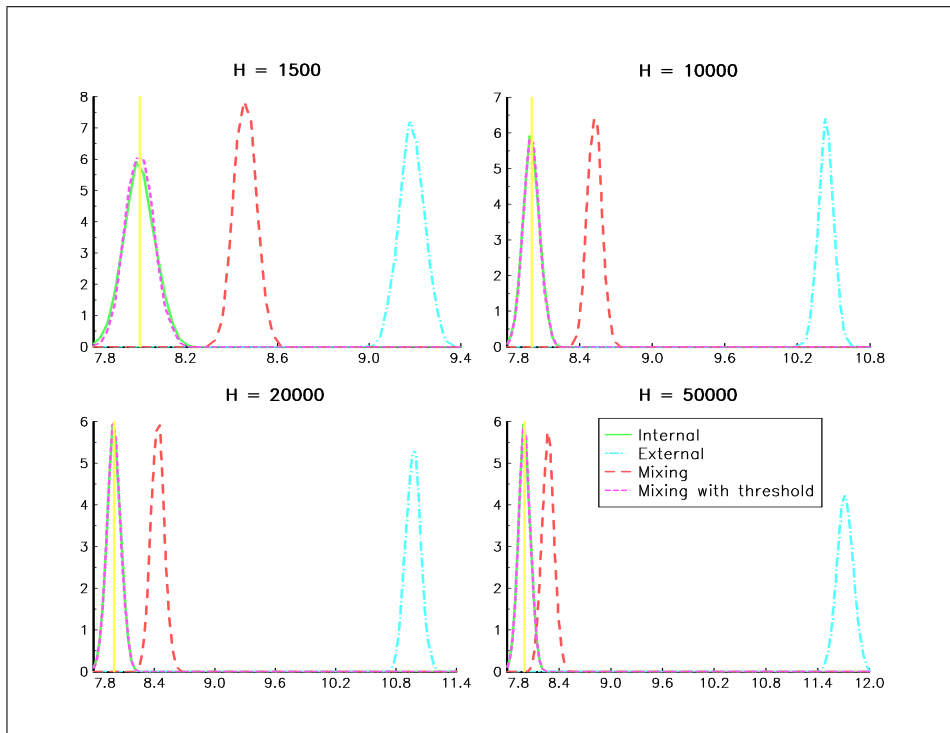 H = 1500
8
7
6
5
4
3
2
1
0
7.8 8.2 8.6 9.0 9.4
H = 10000
7
6
5
4
3
2
1
0
7.8 8.4 9.0 9.6 10.2 10.8
H = 20000
6
5
4
3
2
1
0
7.8 8.4 9.0 9.6 10.2 10.8 11.4
H = 50000
6
5
4
3
2
1
0
7.8 8.4 9.0 9.6 10.2 10.8 11.4 12.0
Internal
External
Mixing
Mixing with threshold